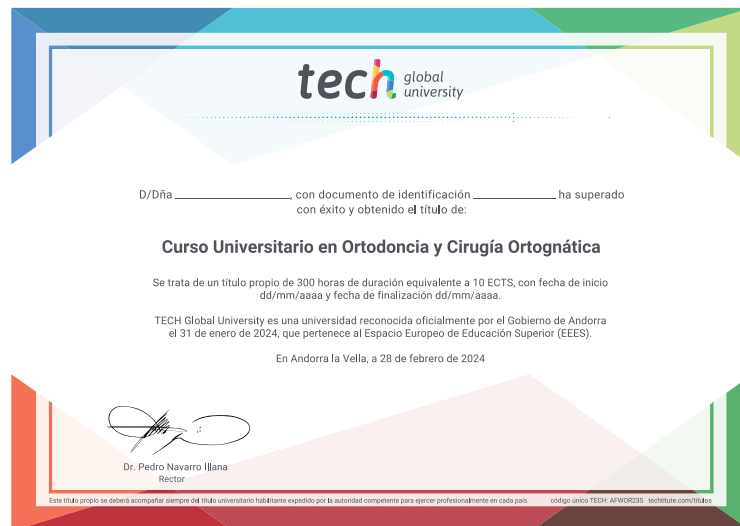 tech global university
D/Dña ____________________, con documento de identificación ______________ ha superado
con éxito y obtenido el título de:
Curso Universitario en Ortodoncia y Cirugía Ortognática
Se trata de un título propio de 300 horas de duración equivalente a 10 ECTS, con fecha de inicio
dd/mm/aaaa y fecha de finalización dd/mm/aaaa.
TECH Global University es una universidad reconocida oficialmente por el Gobierno de Andorra
el 31 de enero de 2024, que pertenece al Espacio Europeo de Educación Superior (EEES).
En Andorra la Vella, a 28 de febrero de 2024
Dr. Pedro Navarro Illana
Rector
Este título propio se deberá acompañar siempre del título universitario habilitante expedido por la autoridad competente para ejercer profesionalmente en cada país. código único TECH: AFWOR23S techtitute.com/titulos